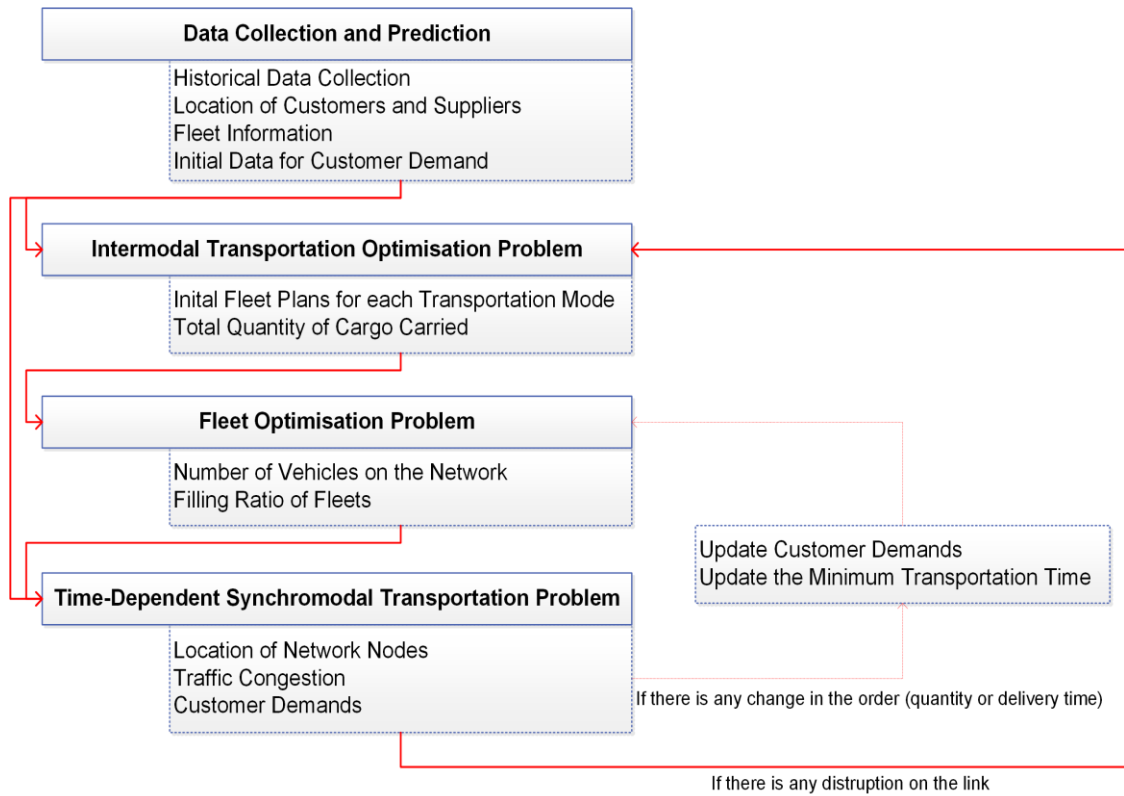 Data Collection and Prediction
Historical Data Collection
Location of Customers and Suppliers
Fleet Information
Initial Data for Customer Demand
Intermodal Transportation Optimisation Problem
Inital Fleet Plans for each Transportation Mode
Total Quantity of Cargo Carried
Fleet Optimisation Problem
Number of Vehicles on the Network
Filling Ratio of Fleets
Update Customer Demands
Update the Minimum Transportation Time
Time-Dependent Synchromodal Transportation Problem
Location of Network Nodes
Traffic Congestion
Customer Demands
If there is any change in the order (quantity or delivery time)
If there is any distruption on the link